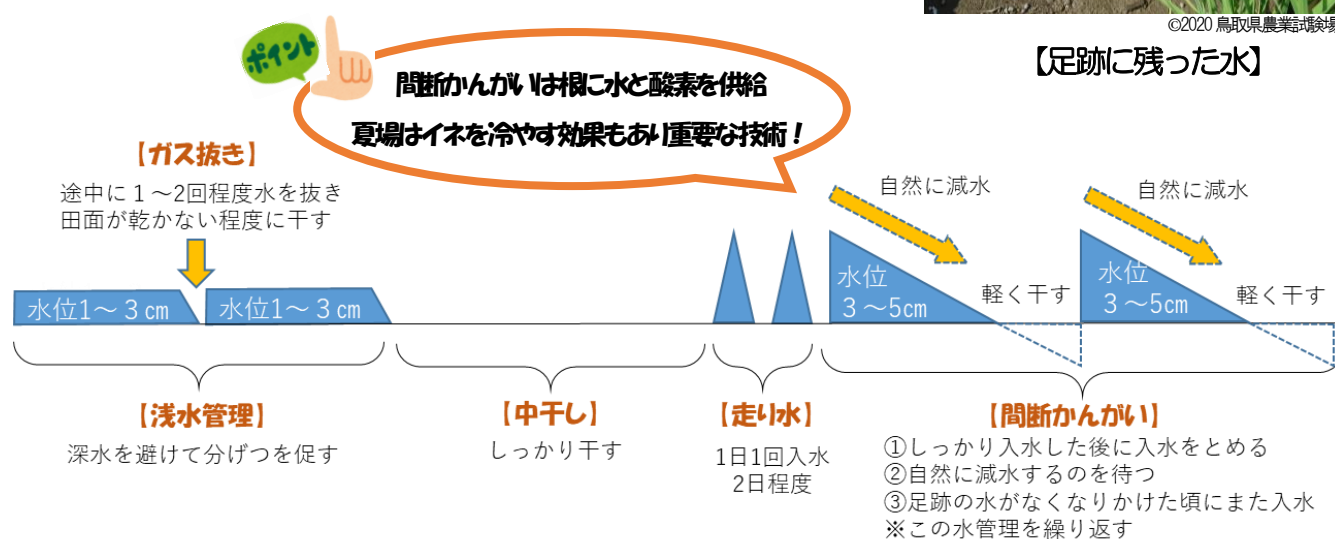 ©2020 鳥取県農業試験場
【足跡に残った水】
ポイント
間断かんがいは根に水と酸素を供給
夏場はイネを冷やす効果もあり重要な技術！
【ガス抜き】
途中に１～2回程度水を抜き
田面が乾かない程度に干す
自然に減水
自然に減水
水位1～３㎝
水位1～３㎝
水位
３～5㎝
軽く干す
水位
３～5㎝
軽く干す
【浅水管理】
深水を避けて分げつを促す
【中干し】
しっかり干す
【走り水】
1日1回入水
2日程度
【間断かんがい】
①しっかり入水した後に入水をとめる
②自然に減水するのを待つ
③足跡の水がなくなりかけた頃にまた入水
※この水管理を繰り返す